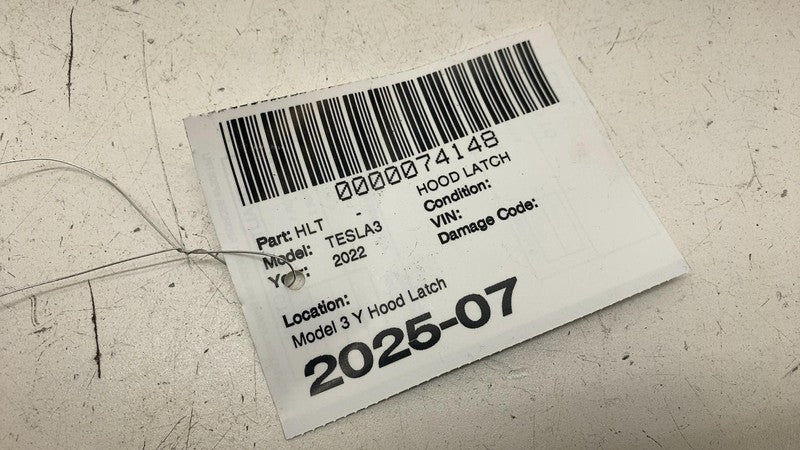 0000074148
Part: HLT - HOOD LATCH
Model: TESLA3 Condition:
Year: 2022 VIN:
Damage Code:
Location:
Model 3 Y Hood Latch
2025-07